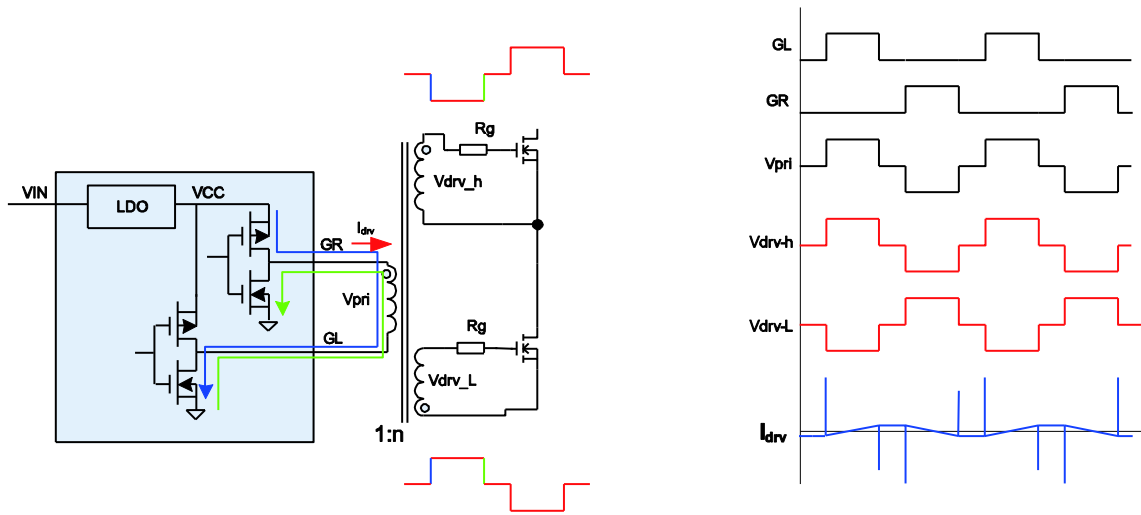 VIN
LDO
VCC
GR
Idrv
Vpri
GL
Rg
Vdrv_h
Rg
Vdrv_L
1:n
GL
GR
Vpri
Vdrv-h
Vdrv-L
Idrv